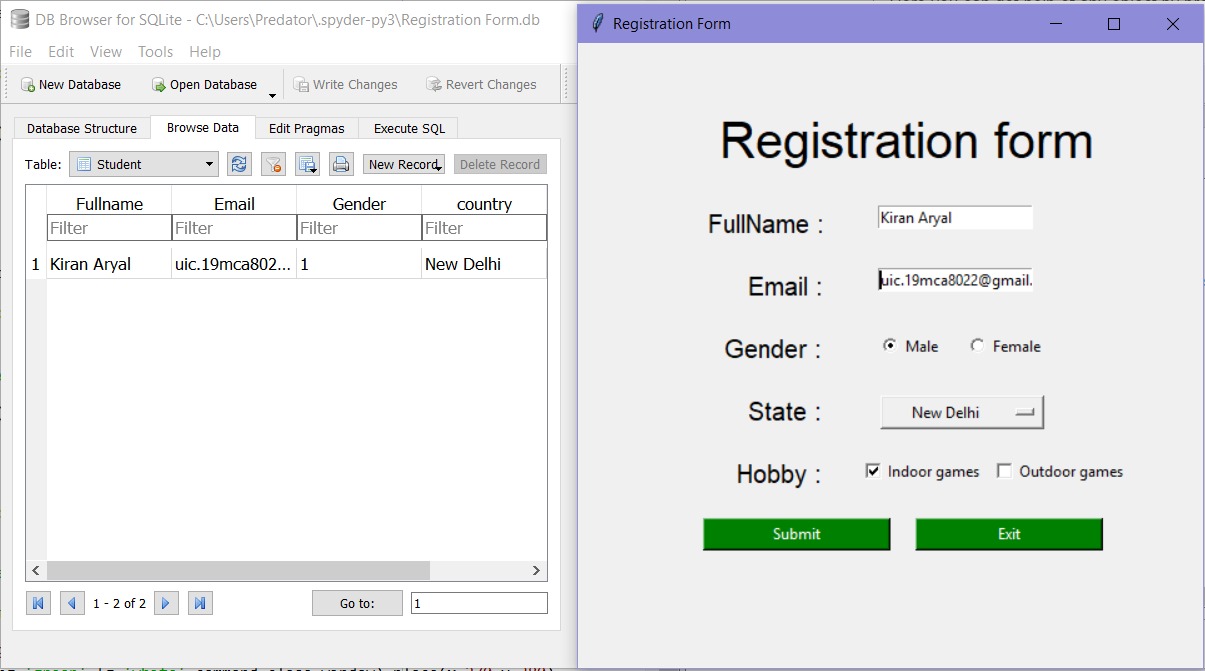 DB Browser for SQLite - C:\Users\Predator\.spyder-py3\Registration Form.db
File Edit View Tools Help
New Database Open Database Write Changes Revert Changes
Database Structure Browse Data Edit Pragmas Execute SQL
Table: Student New Record Delete Record
Fullname Email Gender country
Filter Filter Filter Filter
1 Kiran Aryal uic.19mca802... 1 New Delhi
1 - 2 of 2 Go to: 1
Registration Form
Registration form
FullName : Kiran Aryal
Email : uic.19mca8022@gmail.
Gender : Male Female
State : New Delhi
Hobby : Indoor games Outdoor games
Submit Exit